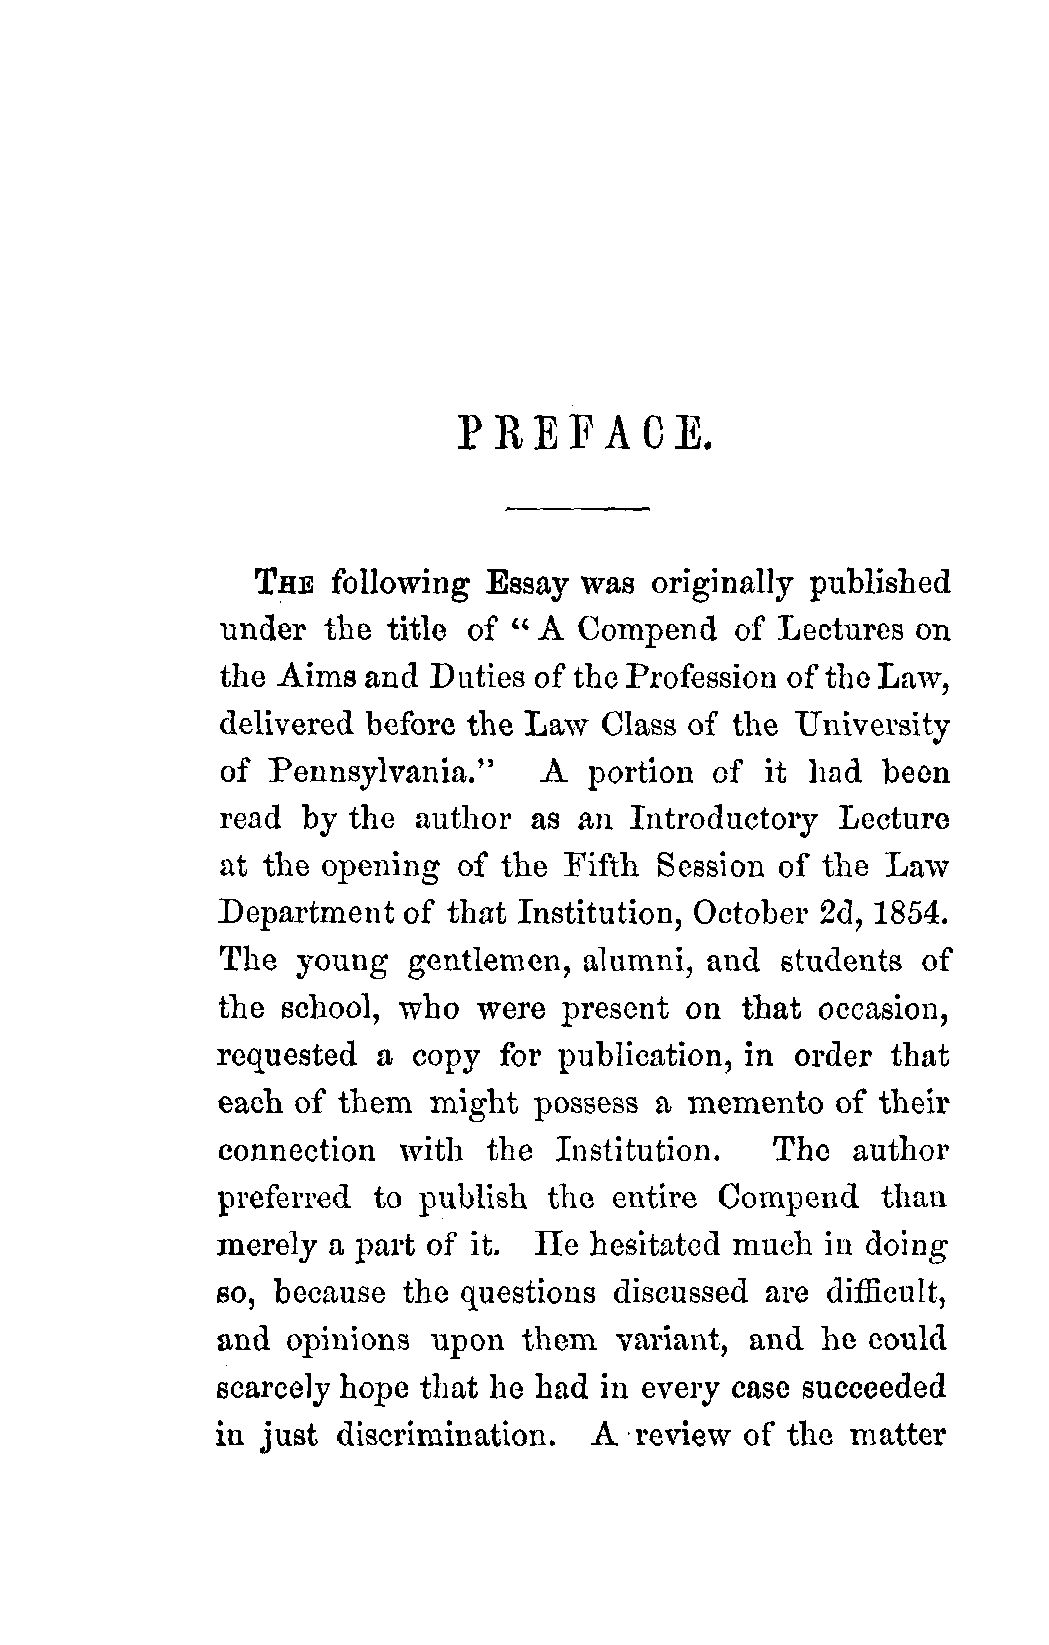 PREFACE.
THE following Essay was originally published
under the title of “ A Compend of Lectures on
the Aims and Duties of the Profession of the Law,
delivered before the Law Class of the University
of Pennsylvania.” A portion of it had been
read by the author as an Introductory Lecture
at the opening of the Fifth Session of the Law
Department of that Institution, October 2d, 1854.
The young gentlemen, alumni, and students of
the school, who were present on that occasion,
requested a copy for publication, in order that
each of them might possess a memento of their
connection with the Institution. The author
preferred to publish the entire Compend than
merely a part of it. He hesitated much in doing
so, because the questions discussed are difficult,
and opinions upon them variant, and he could
scarcely hope that he had in every case succeeded
in just discrimination. A review of the matter